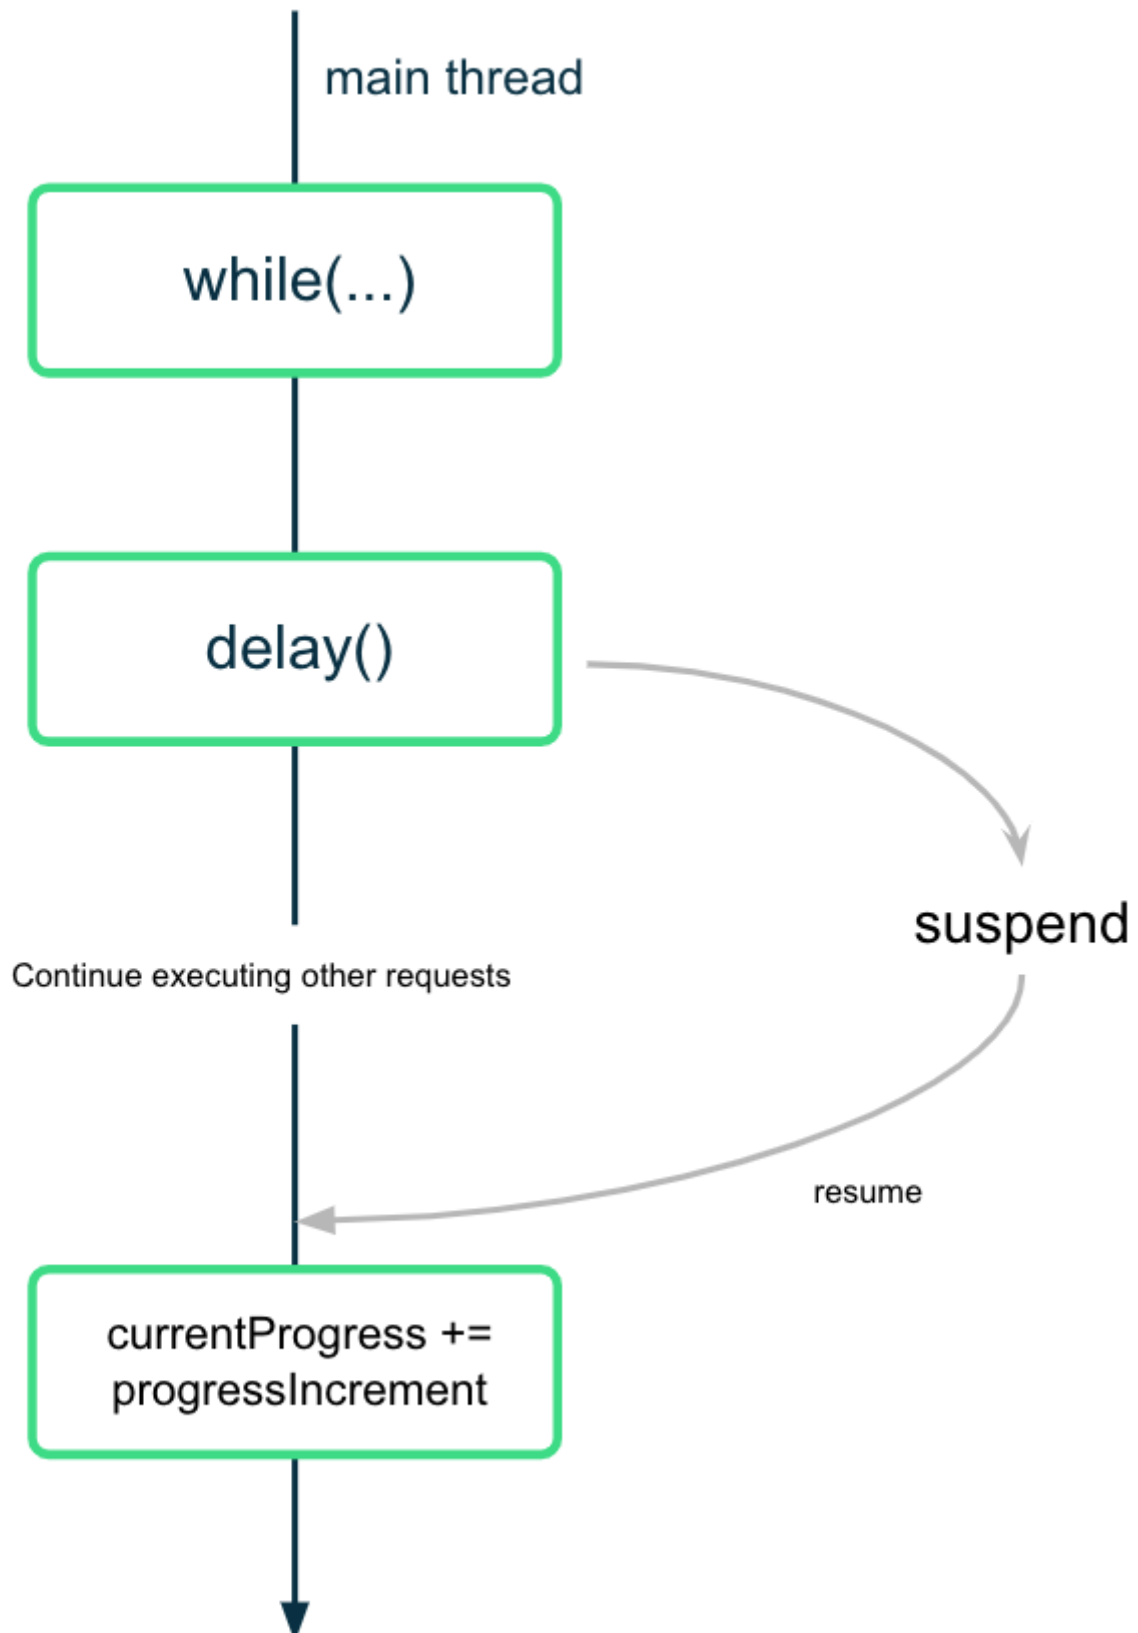 main thread
while(...)
delay()
suspend
Continue executing other requests
resume
currentProgress +=
progressIncrement